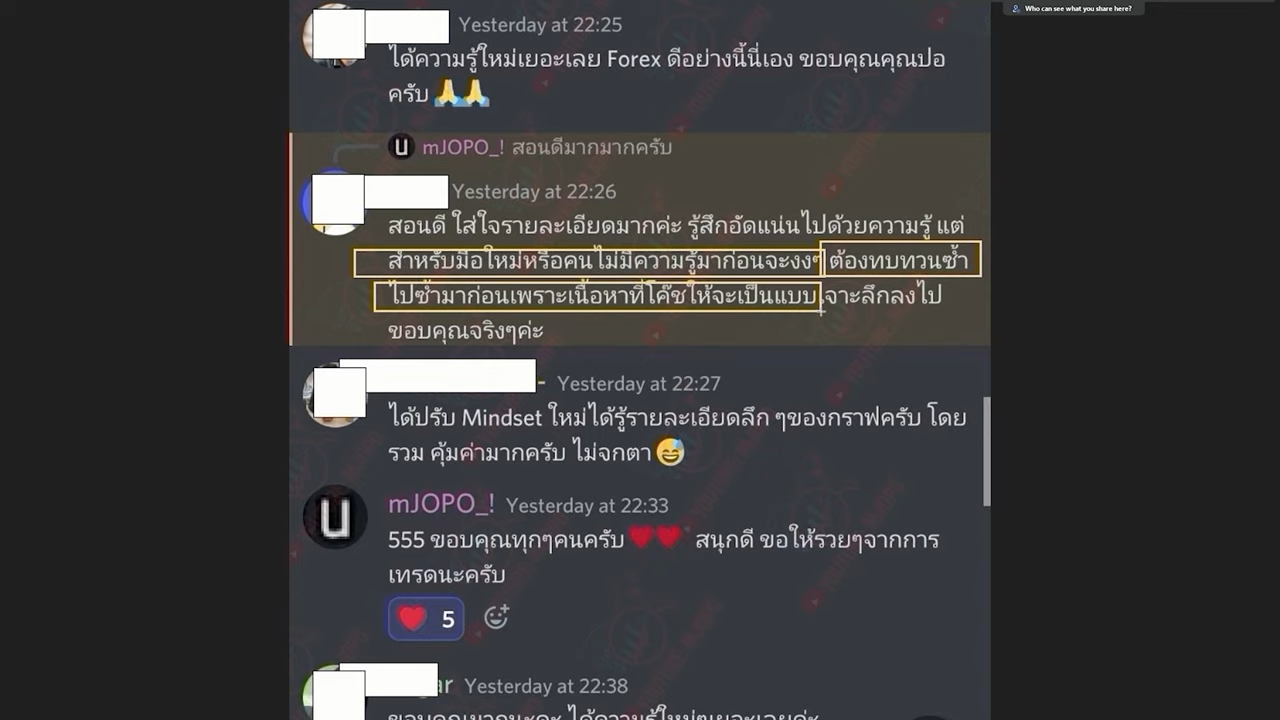 Who can see what you share here?
Yesterday at 22:25
ได้ความรู้ใหม่เยอะเลย Forex ดีอย่างนี้นี่เอง ขอบคุณคุณปอ
ครับ 🙏🙏
mJOPO_! สอนดีมากมากครับ
Yesterday at 22:26
สอนดี ใส่ใจรายละเอียดมากค่ะ รู้สึกอัดแน่นไปด้วยความรู้ แต่
สำหรับมือใหม่หรือคนไม่มีความรู้มาก่อนจะงงๆ ต้องทบทวนซ้ำ
ไปซ้ำมาก่อนเพราะเนื้อหาที่โค๊ชให้จะเป็นแบบ เจาะลึกลงไป
ขอบคุณจริงๆค่ะ
Yesterday at 22:27
ได้ปรับ Mindset ใหม่ได้รู้รายละเอียดลึก ๆของกราฟครับ โดย
รวม คุ้มค่ามากครับ ไม่จกตา 😅
mJOPO_! Yesterday at 22:33
555 ขอบคุณทุกๆคนครับ❤️❤️ สนุกดี ขอให้รวยๆจากการ
เทรดนะครับ
❤️ 5
ar Yesterday at 22:38